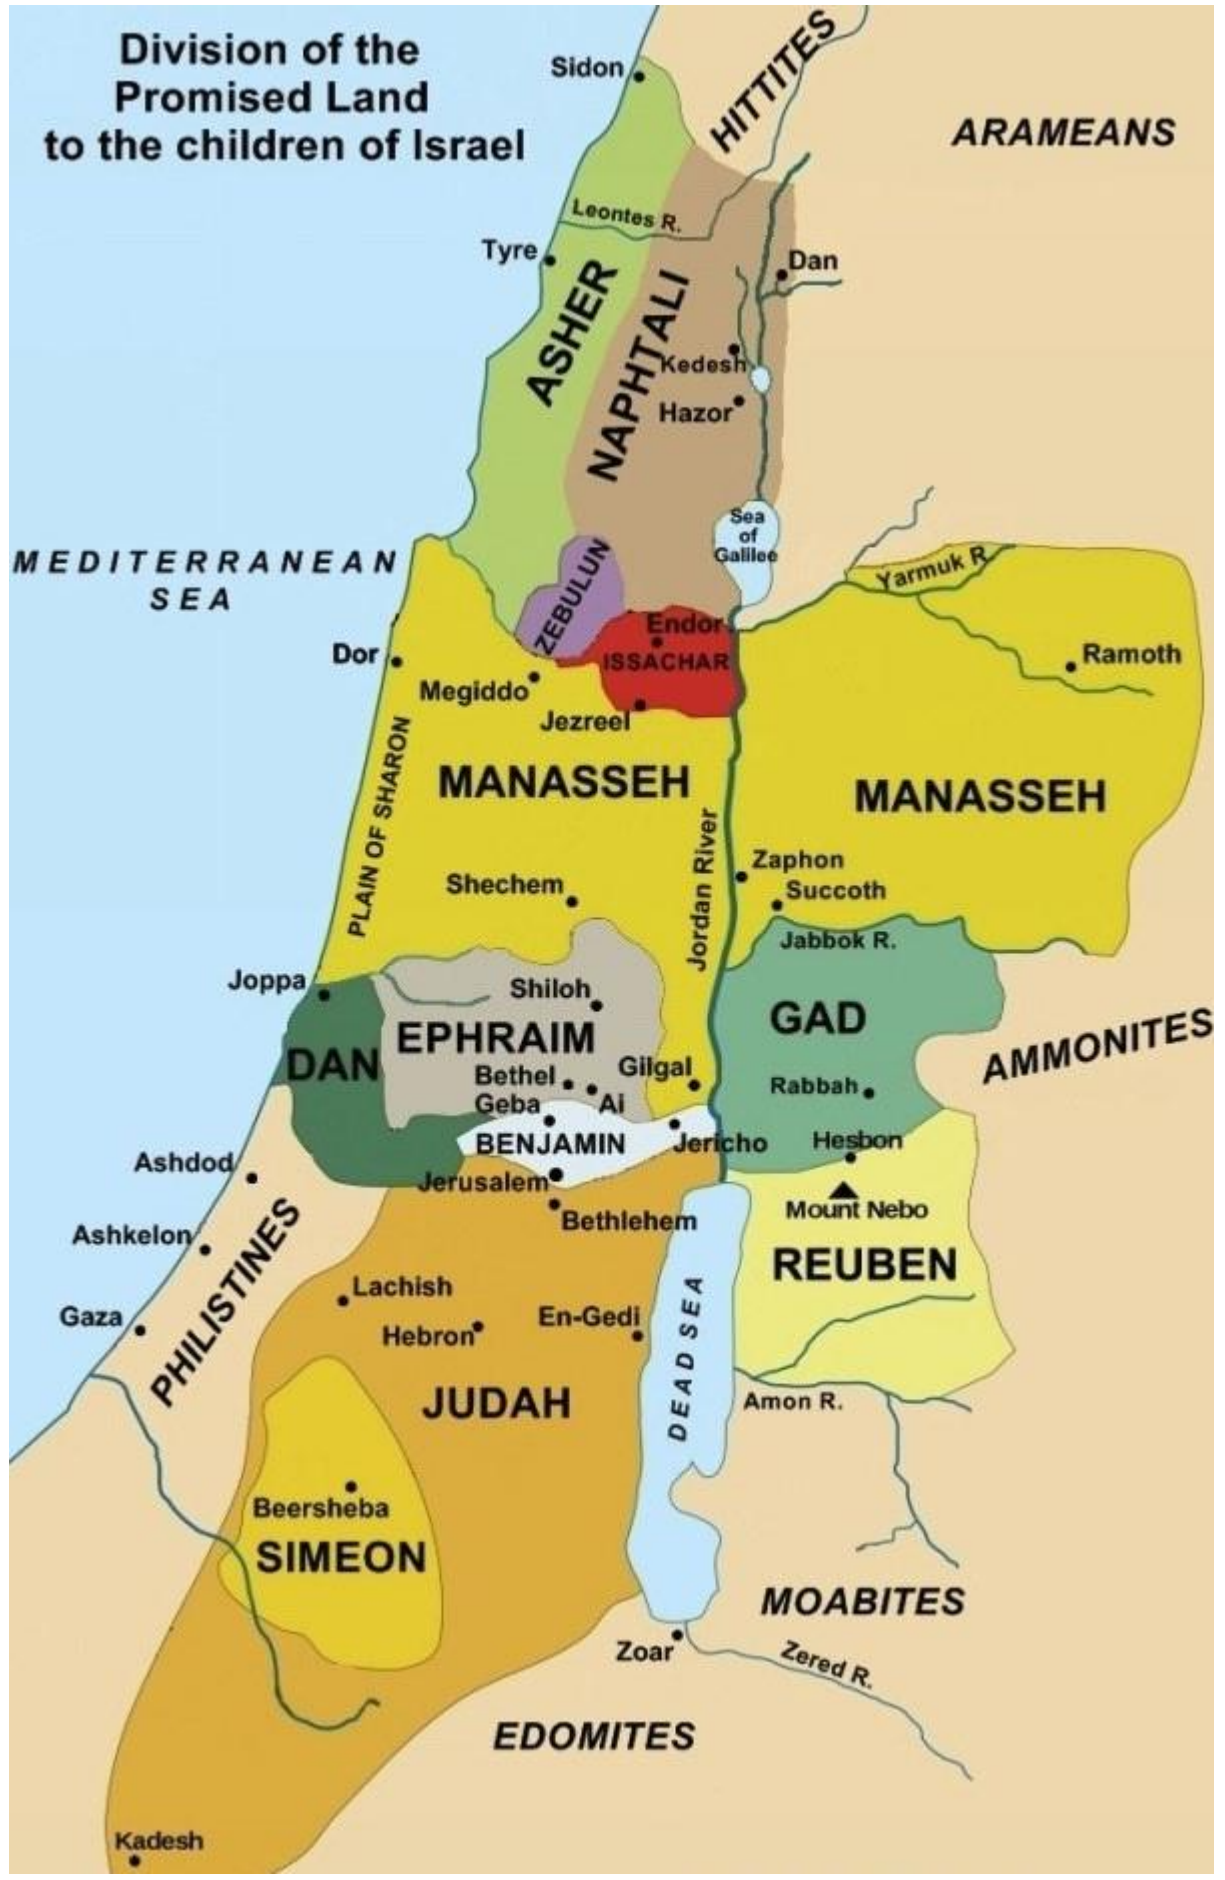 Division of the
Promised Land
to the children of Israel
Sidon
HITTITES
ARAMEANS
Leontes R.
Tyre
Dan
ASHER
NAPHTALI
Kedesh
Hazor
Sea
of
Galilee
MEDITERRANEAN
SEA
ZEBULUN
Yarmuk R.
Endor
ISSACHAR
Dor
Ramoth
Megiddo
Jezreel
PLAIN OF SHARON
MANASSEH
MANASSEH
Jordan River
Zaphon
Shechem
Succoth
Jabbok R.
Joppa
Shiloh
GAD
EPHRAIM
DAN
AMMONITES
Gilgal
Bethel
Rabbah
Geba
Ai
BENJAMIN
Jericho
Hesbon
Ashdod
Jerusalem
Mount Nebo
Bethlehem
Ashkelon
PHILISTINES
REUBEN
Lachish
Gaza
En-Gedi
Hebron
DEAD SEA
JUDAH
Amon R.
Beersheba
SIMEON
MOABITES
Zoar
Zered R.
EDOMITES
Kadesh